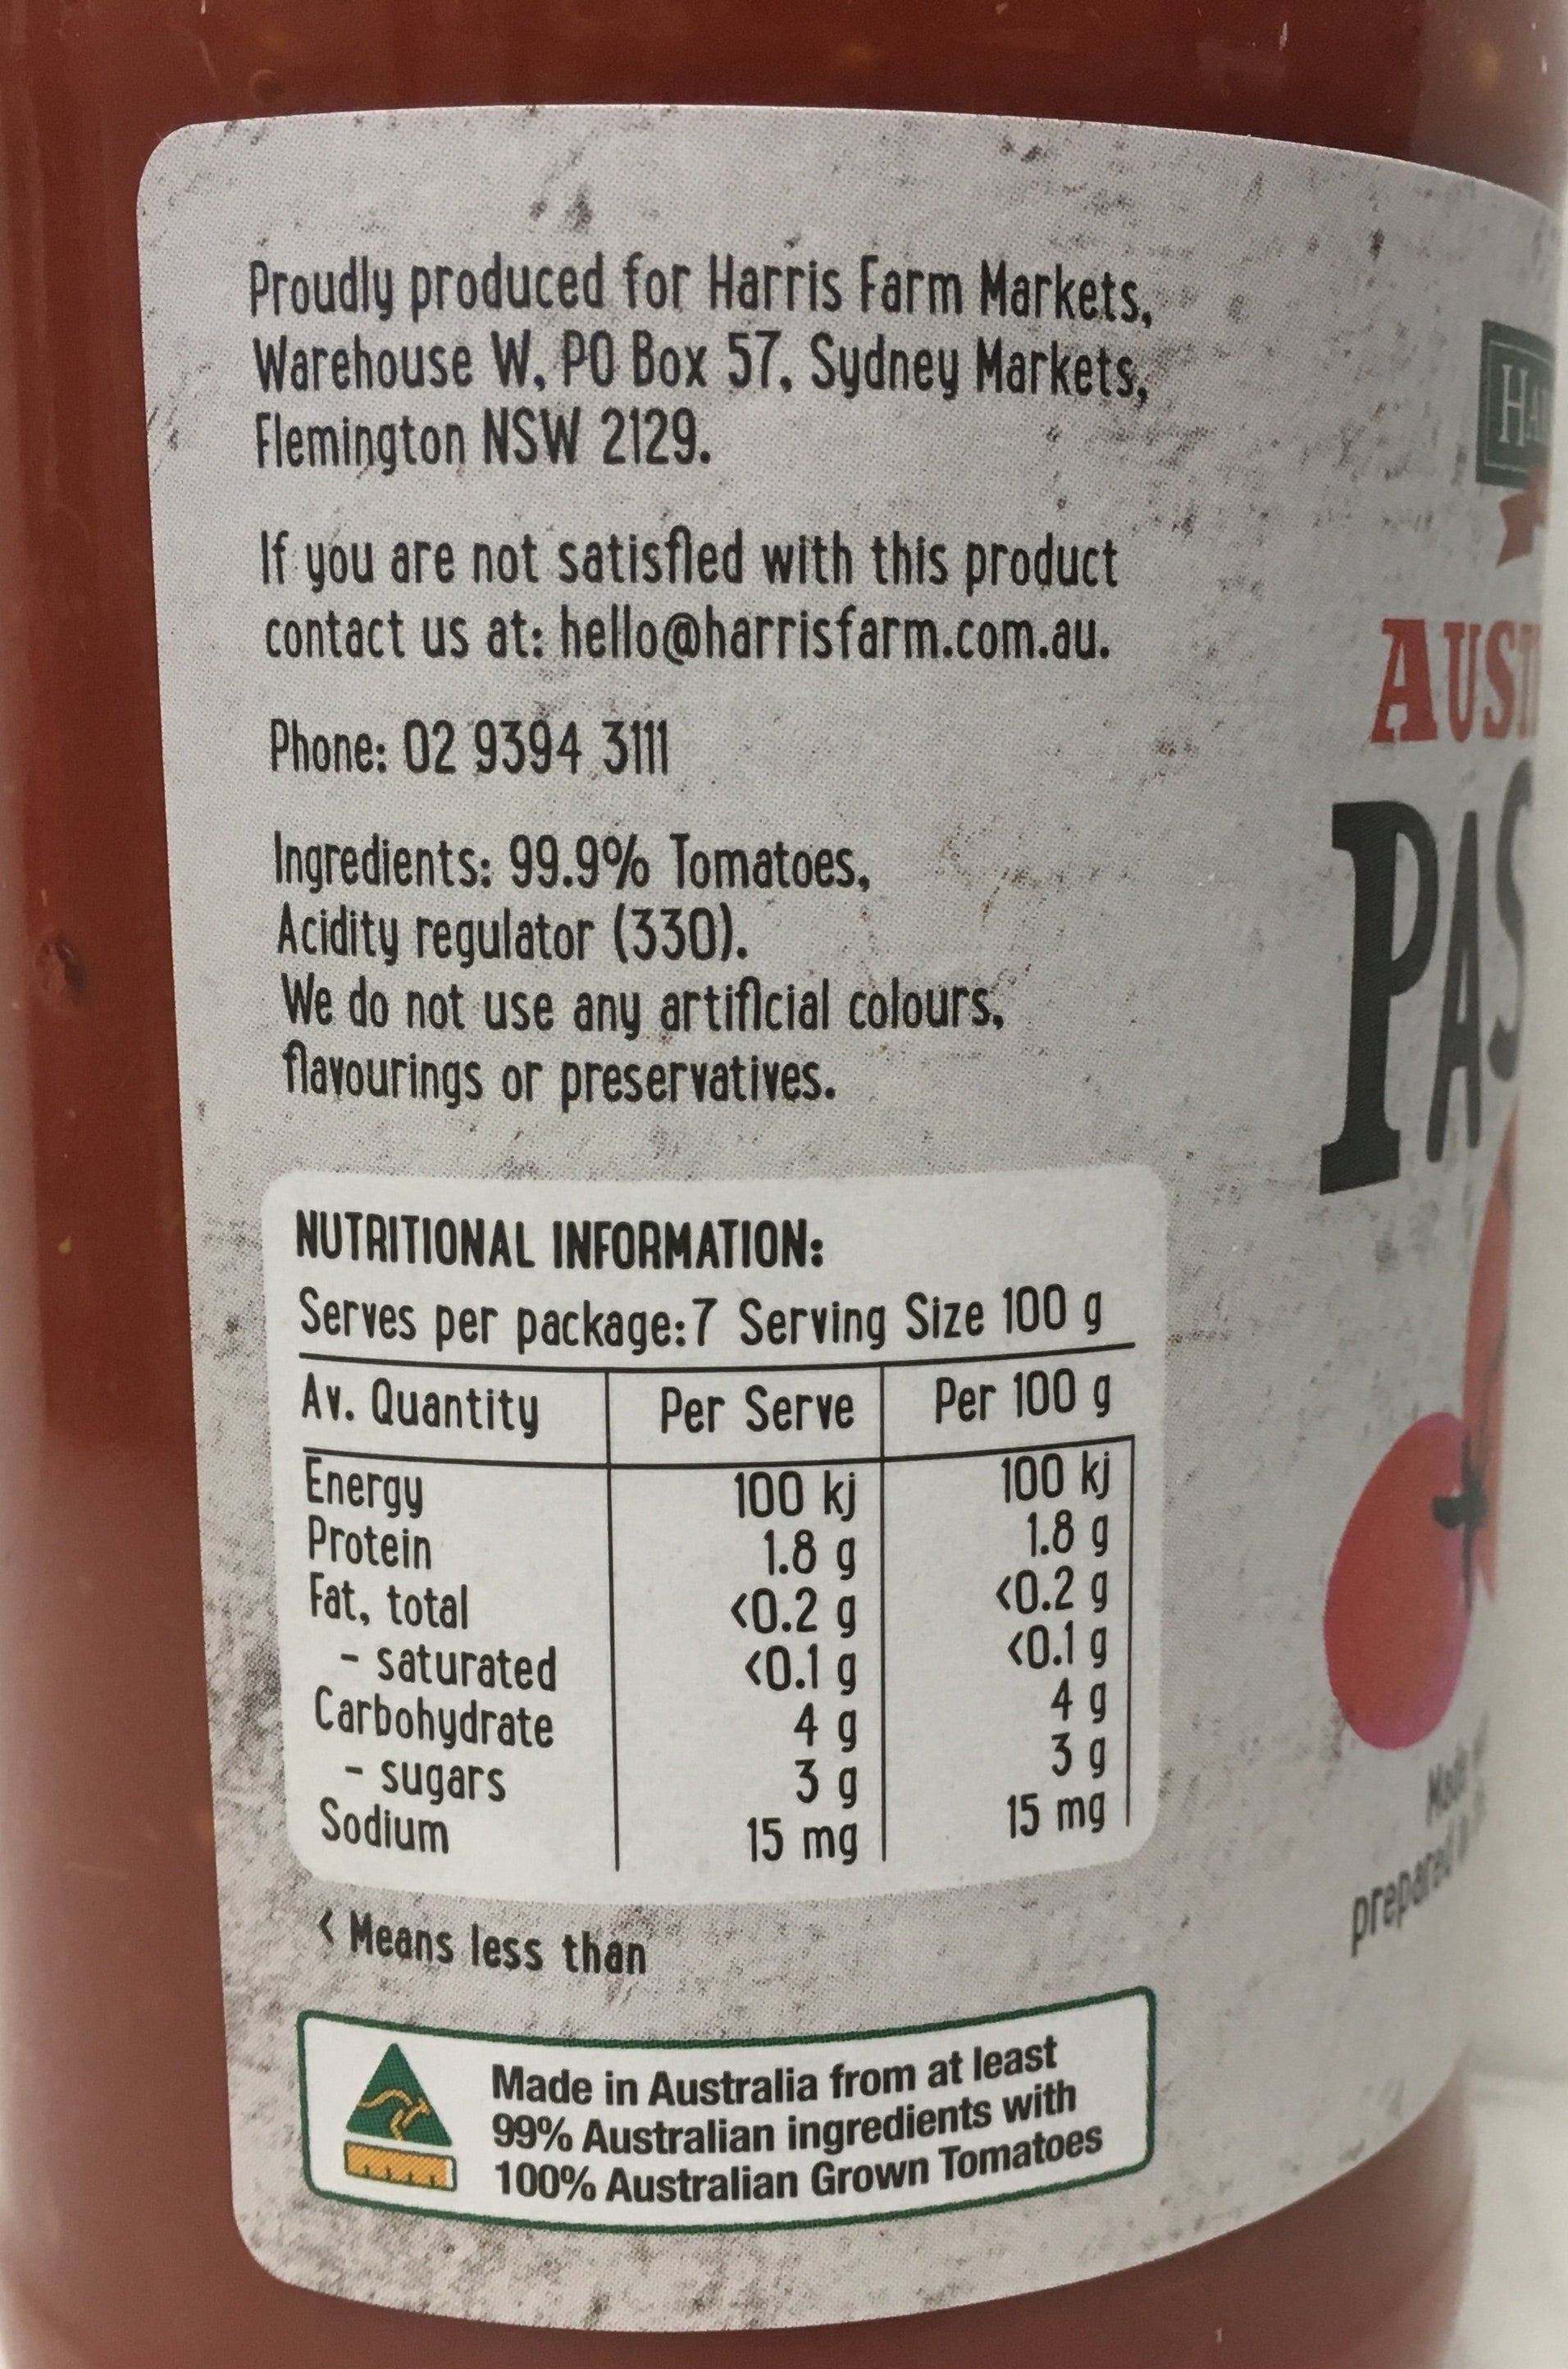 Proudly produced for Harris Farm Markets,
Warehouse W, PO Box 57, Sydney Markets,
Flemington NSW 2129.
If you are not satisfied with this product
contact us at: hello@harrisfarm.com.au.
Phone: 02 9394 3111
Ingredients: 99.9% Tomatoes,
Acidity regulator (330).
We do not use any artificial colours,
flavourings or preservatives.
NUTRITIONAL INFORMATION:
Serves per package:7 Serving Size 100 g
Av. Quantity Per Serve Per 100 g
Energy 100 kj 100 kj
Protein 1.8 g 1.8 g
Fat, total <0.2 g <0.2 g
- saturated <0.1 g <0.1 g
Carbohydrate 4 g 4 g
- sugars 3 g 3 g
Sodium 15 mg 15 mg
< Means less than
Made in Australia from at least
99% Australian ingredients with
100% Australian Grown Tomatoes
AUS
PAS
prepared